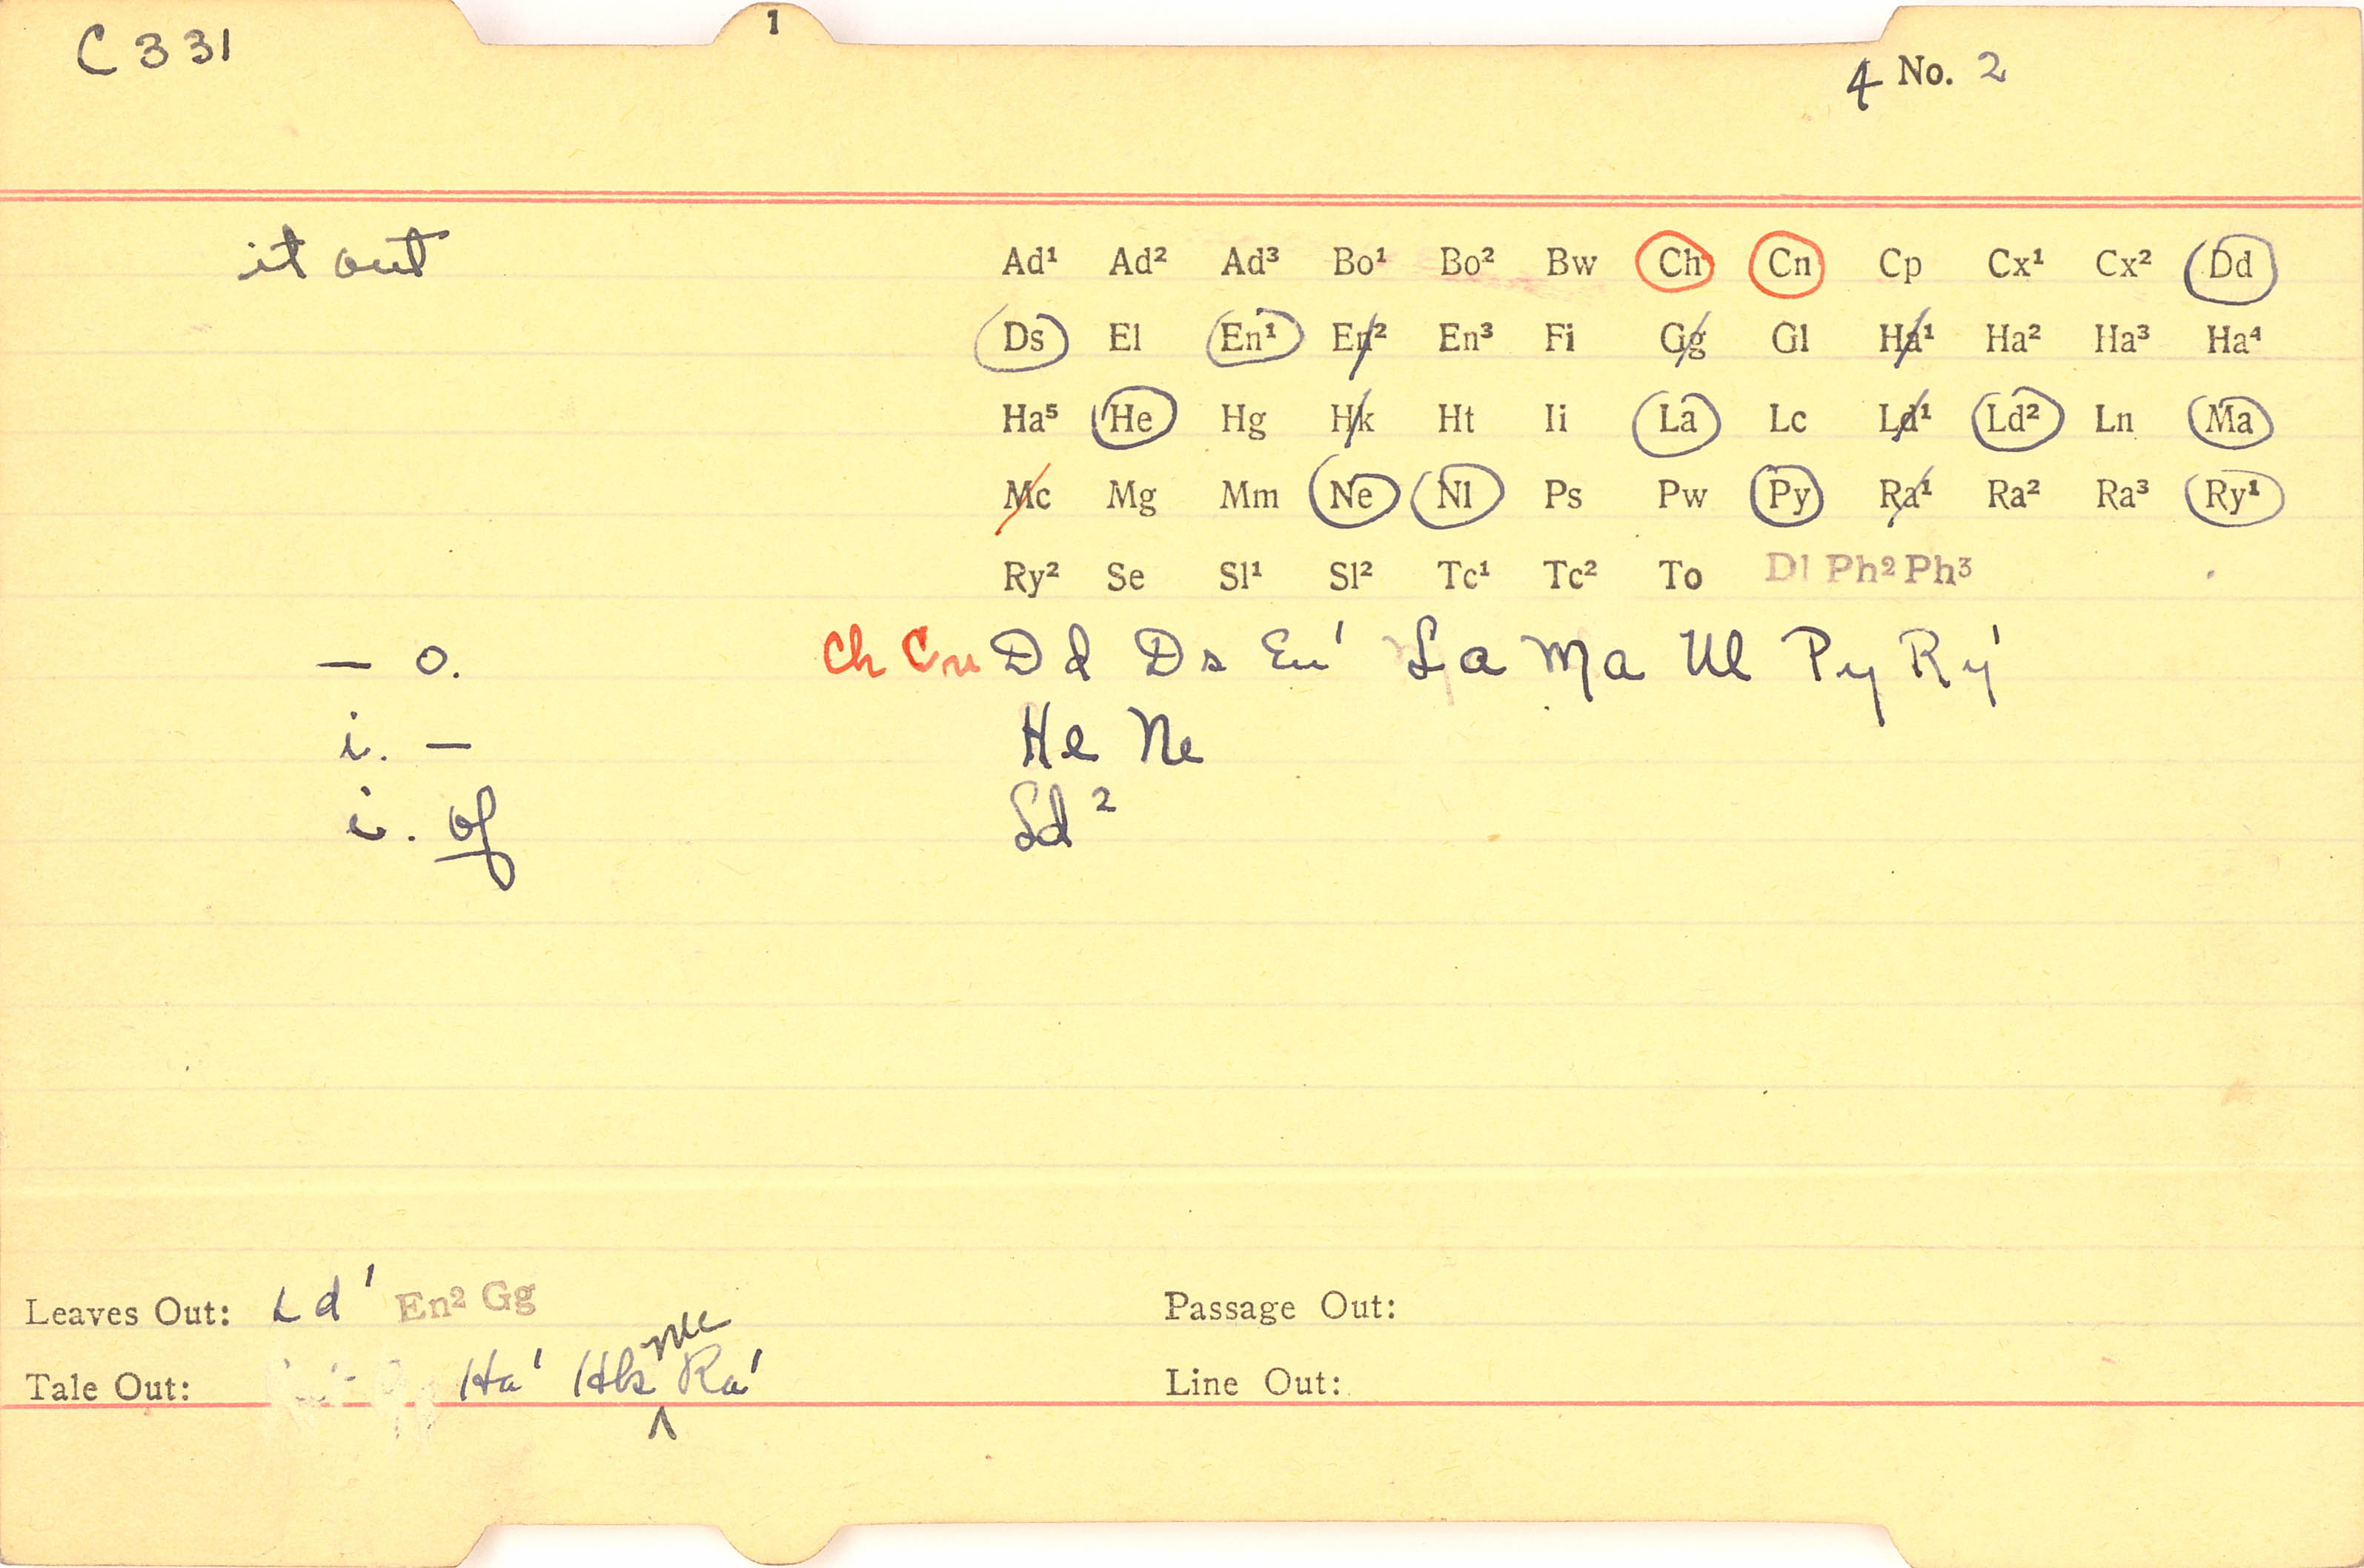 1
C 331
4 No. 2
it out
Ad¹ Ad² Ad³ Bo¹ Bo² Bw Ch Cn Cp Cx¹ Cx² Dd
Ds El En¹ En² En³ Fi Gg Gl Ha¹ Ha² Ha³ Ha⁴
Ha⁵ He Hg Hk Ht Ii La Lc Ld¹ Ld² Ln Ma
Mc Mg Mm Ne Nl Ps Pw Py Ra¹ Ra² Ra³ Ry¹
Ry² Se Sl¹ Sl² Tc¹ Tc² To Dl Ph² Ph³
— o. Ch Cn Dd Ds En¹ La Ma Nl Py Ry¹
i. — He Ne
i. of Ld²
Leaves Out: Ld¹ En² Gg Passage Out:
Tale Out: Ha¹ Hk Mc Ra¹ Line Out: